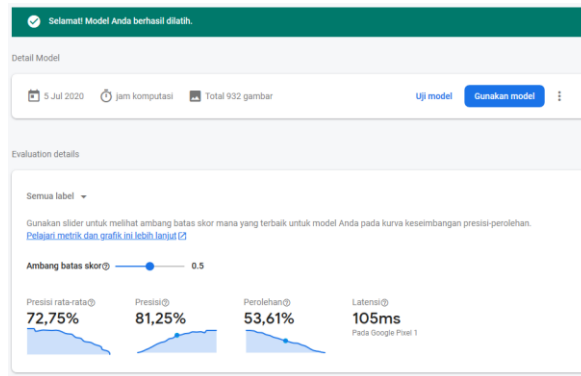 Selamat! Model Anda berhasil dilatih.
Detail Model
5 Jul 2020 jam komputasi Total 932 gambar Uji model Gunakan model
Evaluation details
Semua label
Gunakan slider untuk melihat ambang batas skor mana yang terbaik untuk model Anda pada kurva keseimbangan presisi-perolehan.
Pelajari metrik dan grafik ini lebih lanjut
Ambang batas skor 0.5
Presisi rata-rata Presisi Perolehan Latensi
72,75% 81,25% 53,61% 105ms
Pada Google Pixel 1